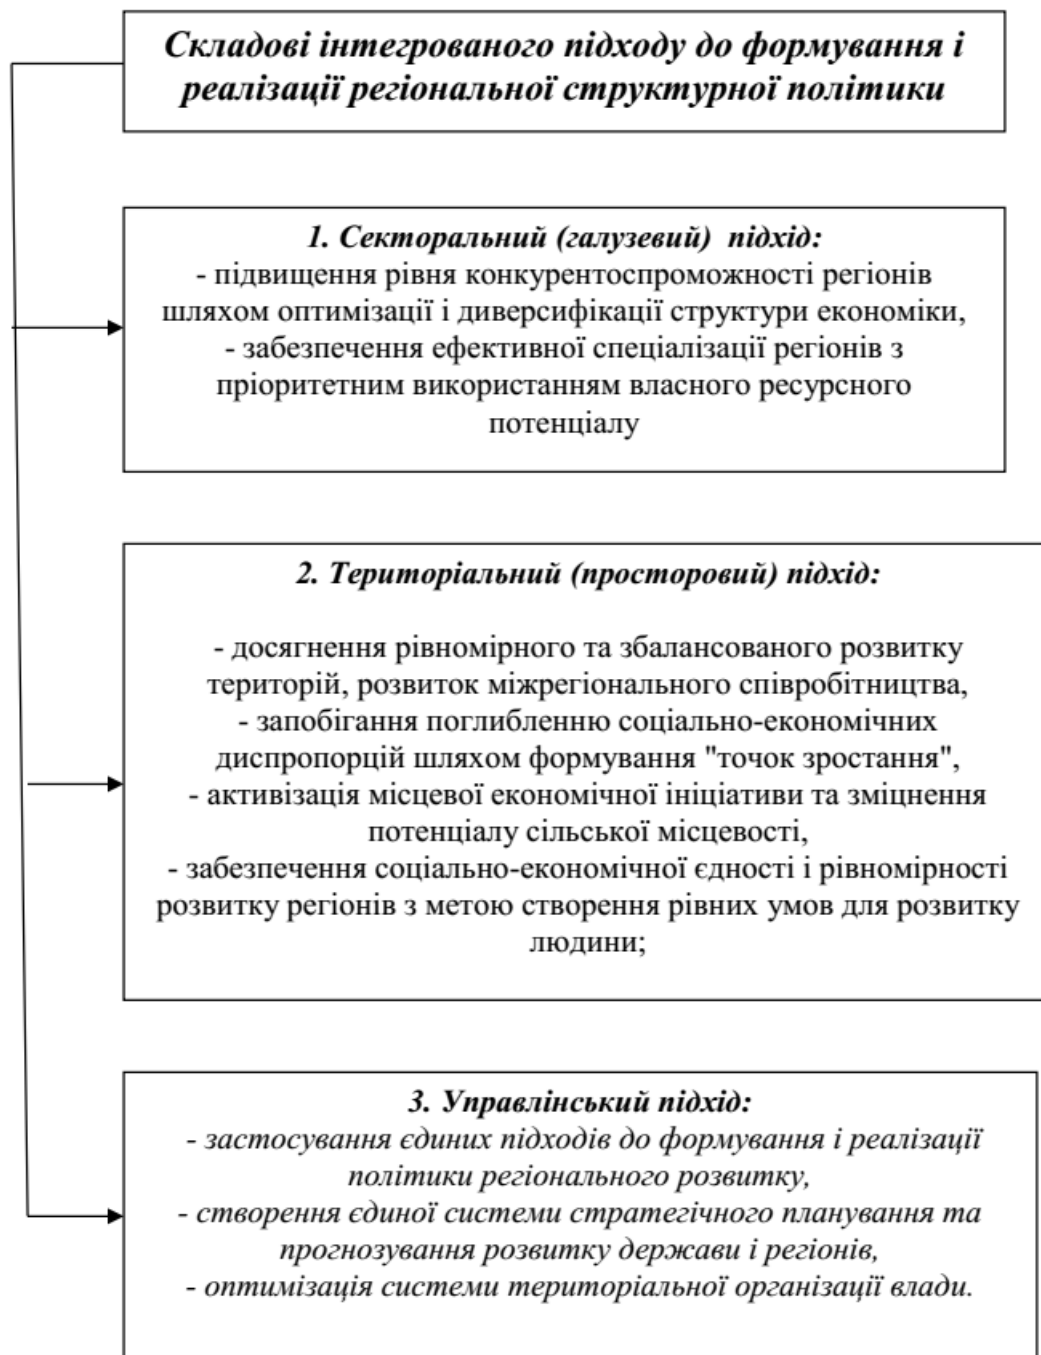 Складові інтегрованого підходу до формування і
реалізації регіональної структурної політики
1. Секторальний (галузевий) підхід:
- підвищення рівня конкурентоспроможності регіонів
шляхом оптимізації і диверсифікації структури економіки,
- забезпечення ефективної спеціалізації регіонів з
пріоритетним використанням власного ресурсного
потенціалу
2. Територіальний (просторовий) підхід:
- досягнення рівномірного та збалансованого розвитку
територій, розвиток міжрегіонального співробітництва,
- запобігання поглибленню соціально-економічних
диспропорцій шляхом формування "точок зростання",
- активізація місцевої економічної ініціативи та зміцнення
потенціалу сільської місцевості,
- забезпечення соціально-економічної єдності і рівномірності
розвитку регіонів з метою створення рівних умов для розвитку
людини;
3. Управлінський підхід:
- застосування єдиних підходів до формування і реалізації
політики регіонального розвитку,
- створення єдиної системи стратегічного планування та
прогнозування розвитку держави і регіонів,
- оптимізація системи територіальної організації влади.